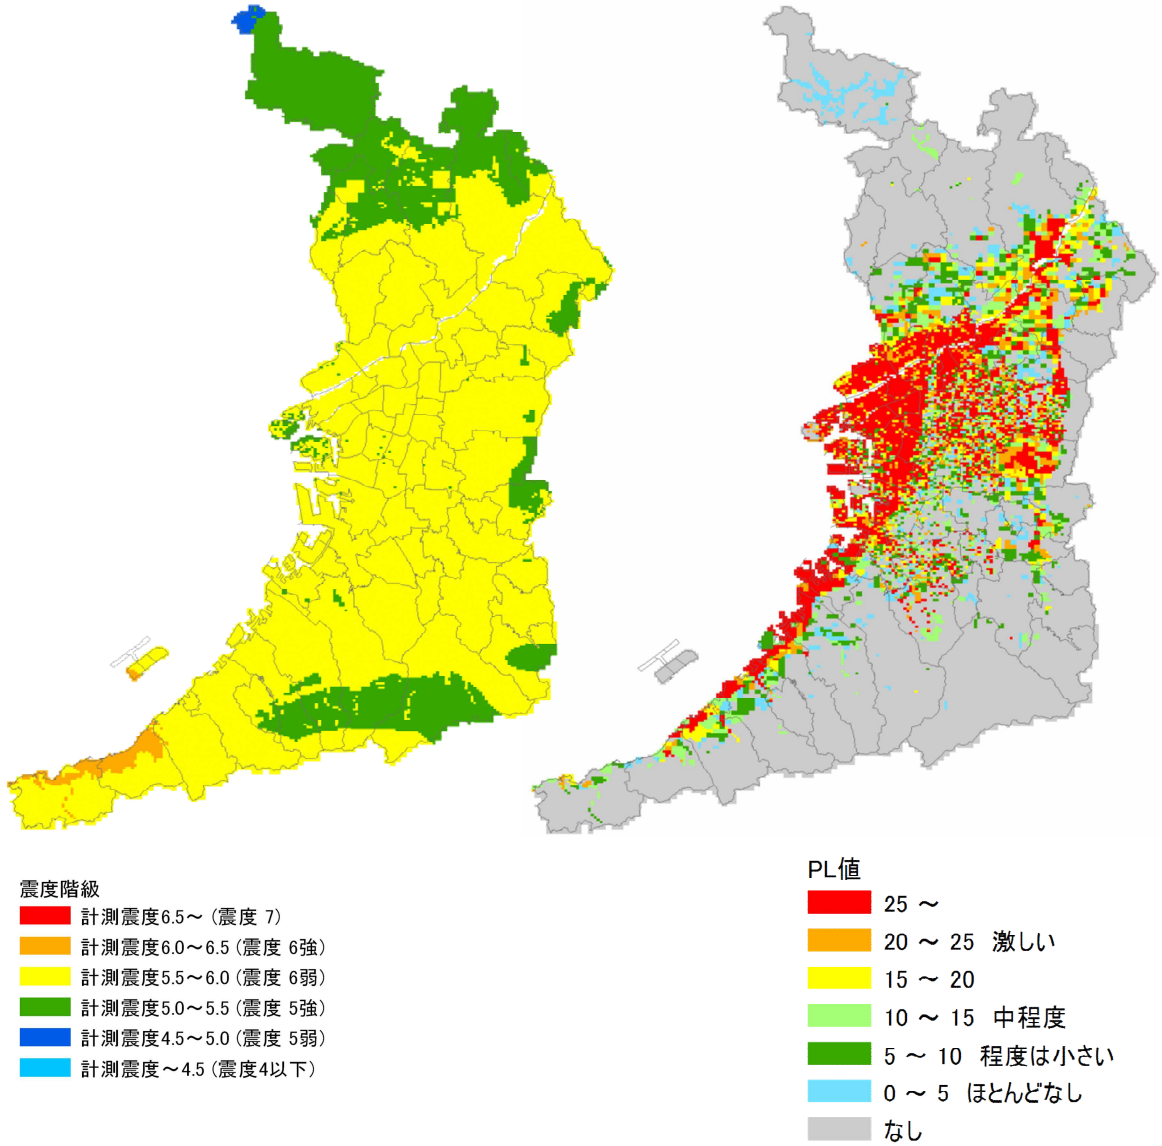 震度階級
計測震度6.5～ (震度 7)
計測震度6.0～6.5 (震度 6強)
計測震度5.5～6.0 (震度 6弱)
計測震度5.0～5.5 (震度 5強)
計測震度4.5～5.0 (震度 5弱)
計測震度～4.5 (震度4以下)
PL値
25 ～
20 ～ 25 激しい
15 ～ 20
10 ～ 15 中程度
5 ～ 10 程度は小さい
0 ～ 5 ほとんどなし
なし